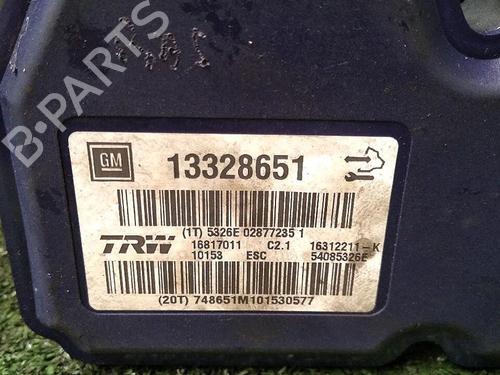 B-PARTS
GM 13328651
(1T) 5326E 02877235 1
TRW 16817011 C2.1 16312211-K
10153 ESC 54085326E
(20T) 748651M101530577